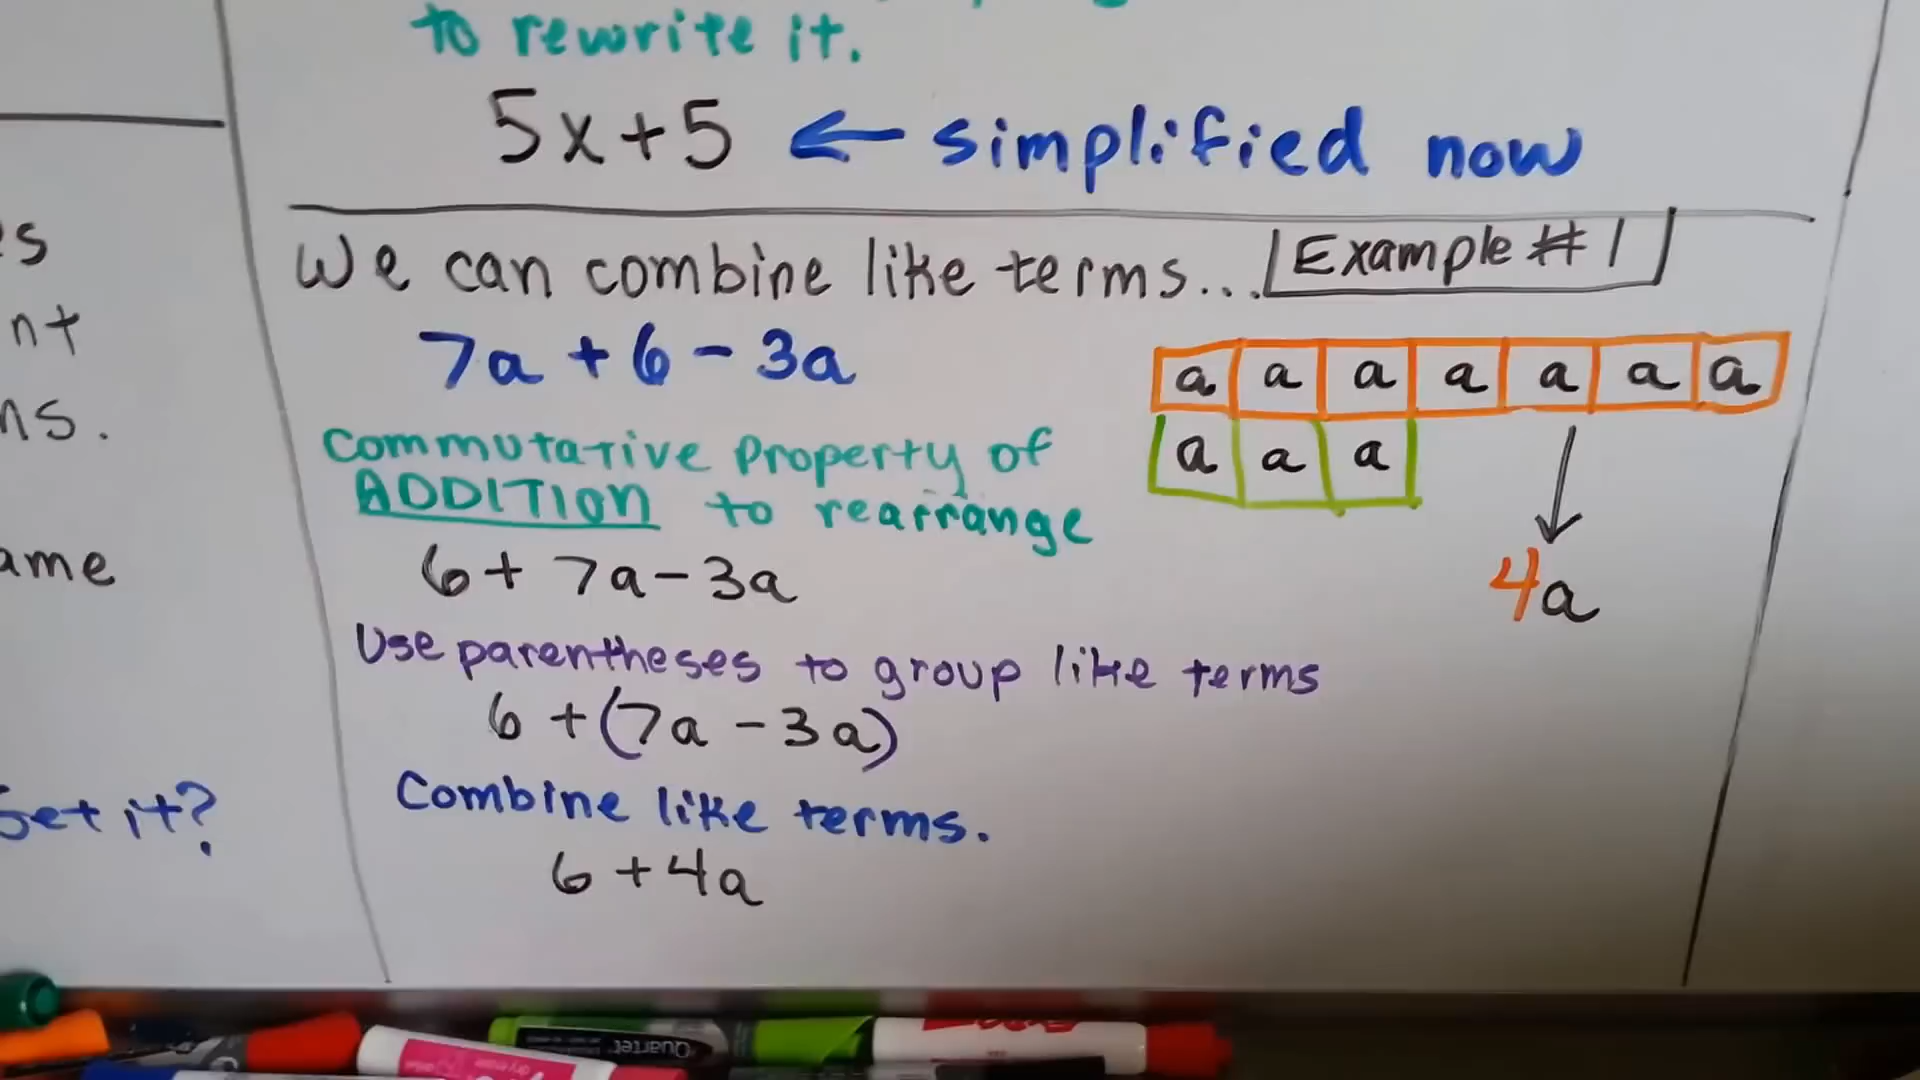 to rewrite it.
5x+5 ← simplified now
We can combine like terms... Example #1
7a + 6 - 3a
a a a a a a a
a a a
Commutative Property of
ADDITION to rearrange
6 + 7a - 3a
4a
Use parentheses to group like terms
6 + (7a - 3a)
Combine like terms.
6 + 4a
Get it?
Quartet